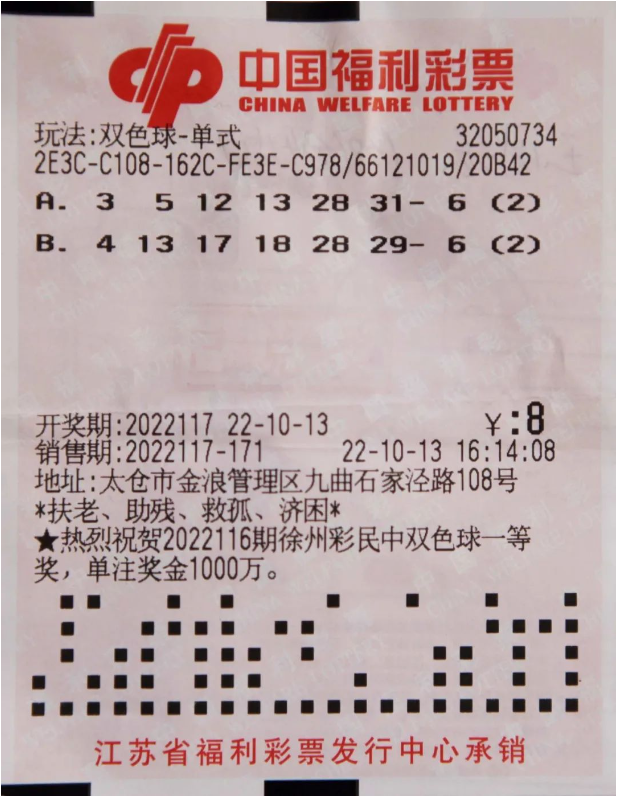 中国福利彩票
CHINA WELFARE LOTTERY
玩法:双色球-单式 32050734
2E3C-C108-162C-FE3E-C978/66121019/20B42
A. 3 5 12 13 28 31- 6 (2)
B. 4 13 17 18 28 29- 6 (2)
开奖期:2022117 22-10-13 ¥:8
销售期:2022117-171 22-10-13 16:14:08
地址:太仓市金浪管理区九曲石家泾路108号
*扶老、助残、救孤、济困*
★热烈祝贺2022116期徐州彩民中双色球一等
奖，单注奖金1000万。
江苏省福利彩票发行中心承销